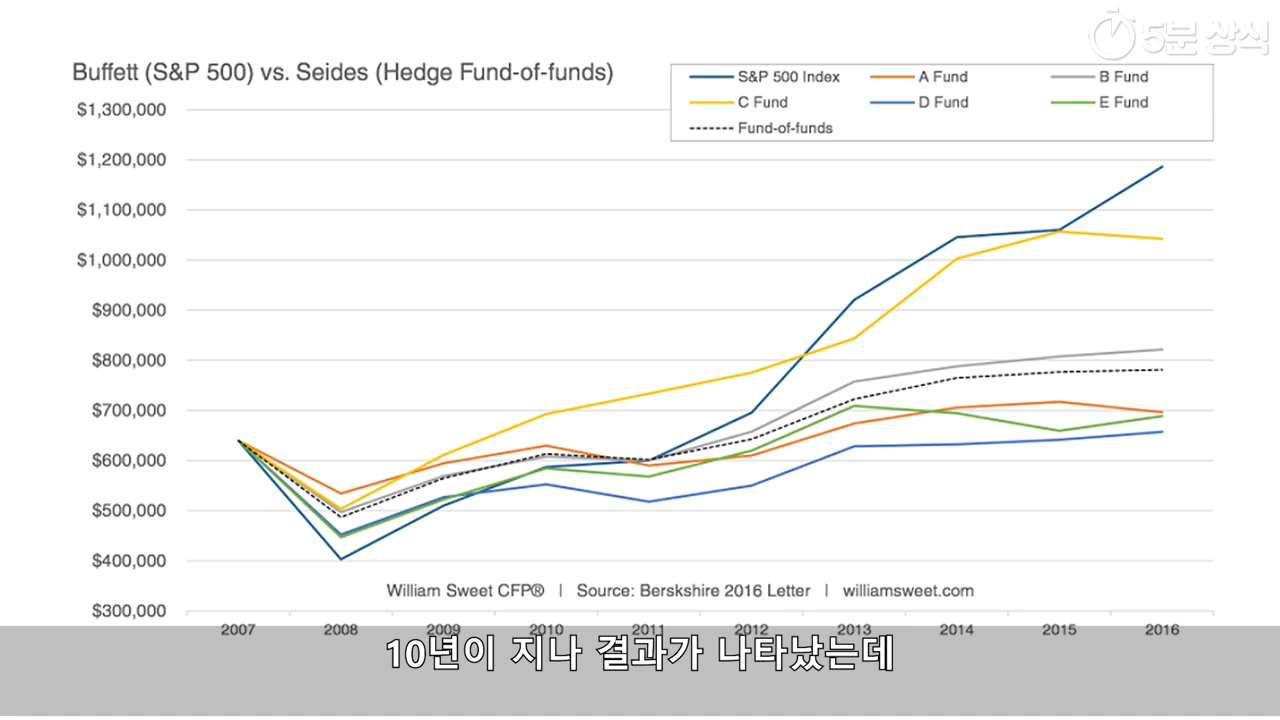 5분 상식
Buffett (S&P 500) vs. Seides (Hedge Fund-of-funds)
S&P 500 Index
A Fund
B Fund
C Fund
D Fund
E Fund
Fund-of-funds
$1,300,000
$1,200,000
$1,100,000
$1,000,000
$900,000
$800,000
$700,000
$600,000
$500,000
$400,000
$300,000
William Sweet CFP® | Source: Berskshire 2016 Letter | williamsweet.com
2007 2008 2009 2010 2011 2012 2013 2014 2015 2016
10년이 지나 결과가 나타났는데